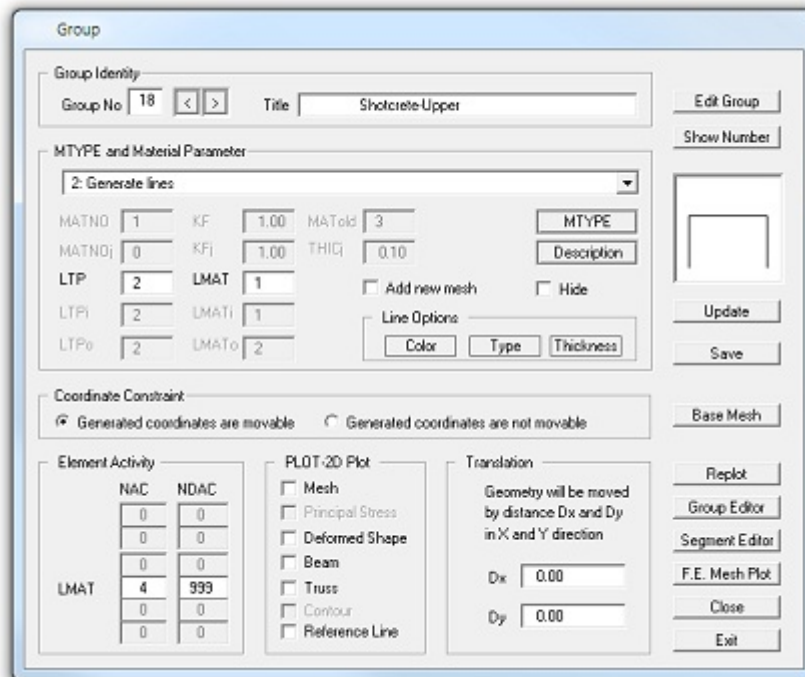 Group
Group Identity
Group No 18 < > Title Shotcrete-Upper
Edit Group
Show Number
MTYPE and Material Parameter
2: Generate lines
MATNO 1 KF 1.00 MATold 3 MTYPE
MATNOj 0 KFj 1.00 THICj 0.10 Description
LTP 2 LMAT 1
Add new mesh Hide
LTPi 2 LMATi 1
Line Options
LTPo 2 LMATo 2
Color Type Thickness
Update
Save
Coordinate Constraint
Generated coordinates are movable Generated coordinates are not movable
Base Mesh
Element Activity
NAC NDAC
0 0
0 0
LMAT 4 999
0 0
0 0
PLOT-2D Plot
Mesh
Principal Stress
Deformed Shape
Beam
Truss
Contour
Reference Line
Translation
Geometry will be moved
by distance Dx and Dy
in X and Y direction
Dx 0.00
Dy 0.00
Replot
Group Editor
Segment Editor
F.E. Mesh Plot
Close
Exit